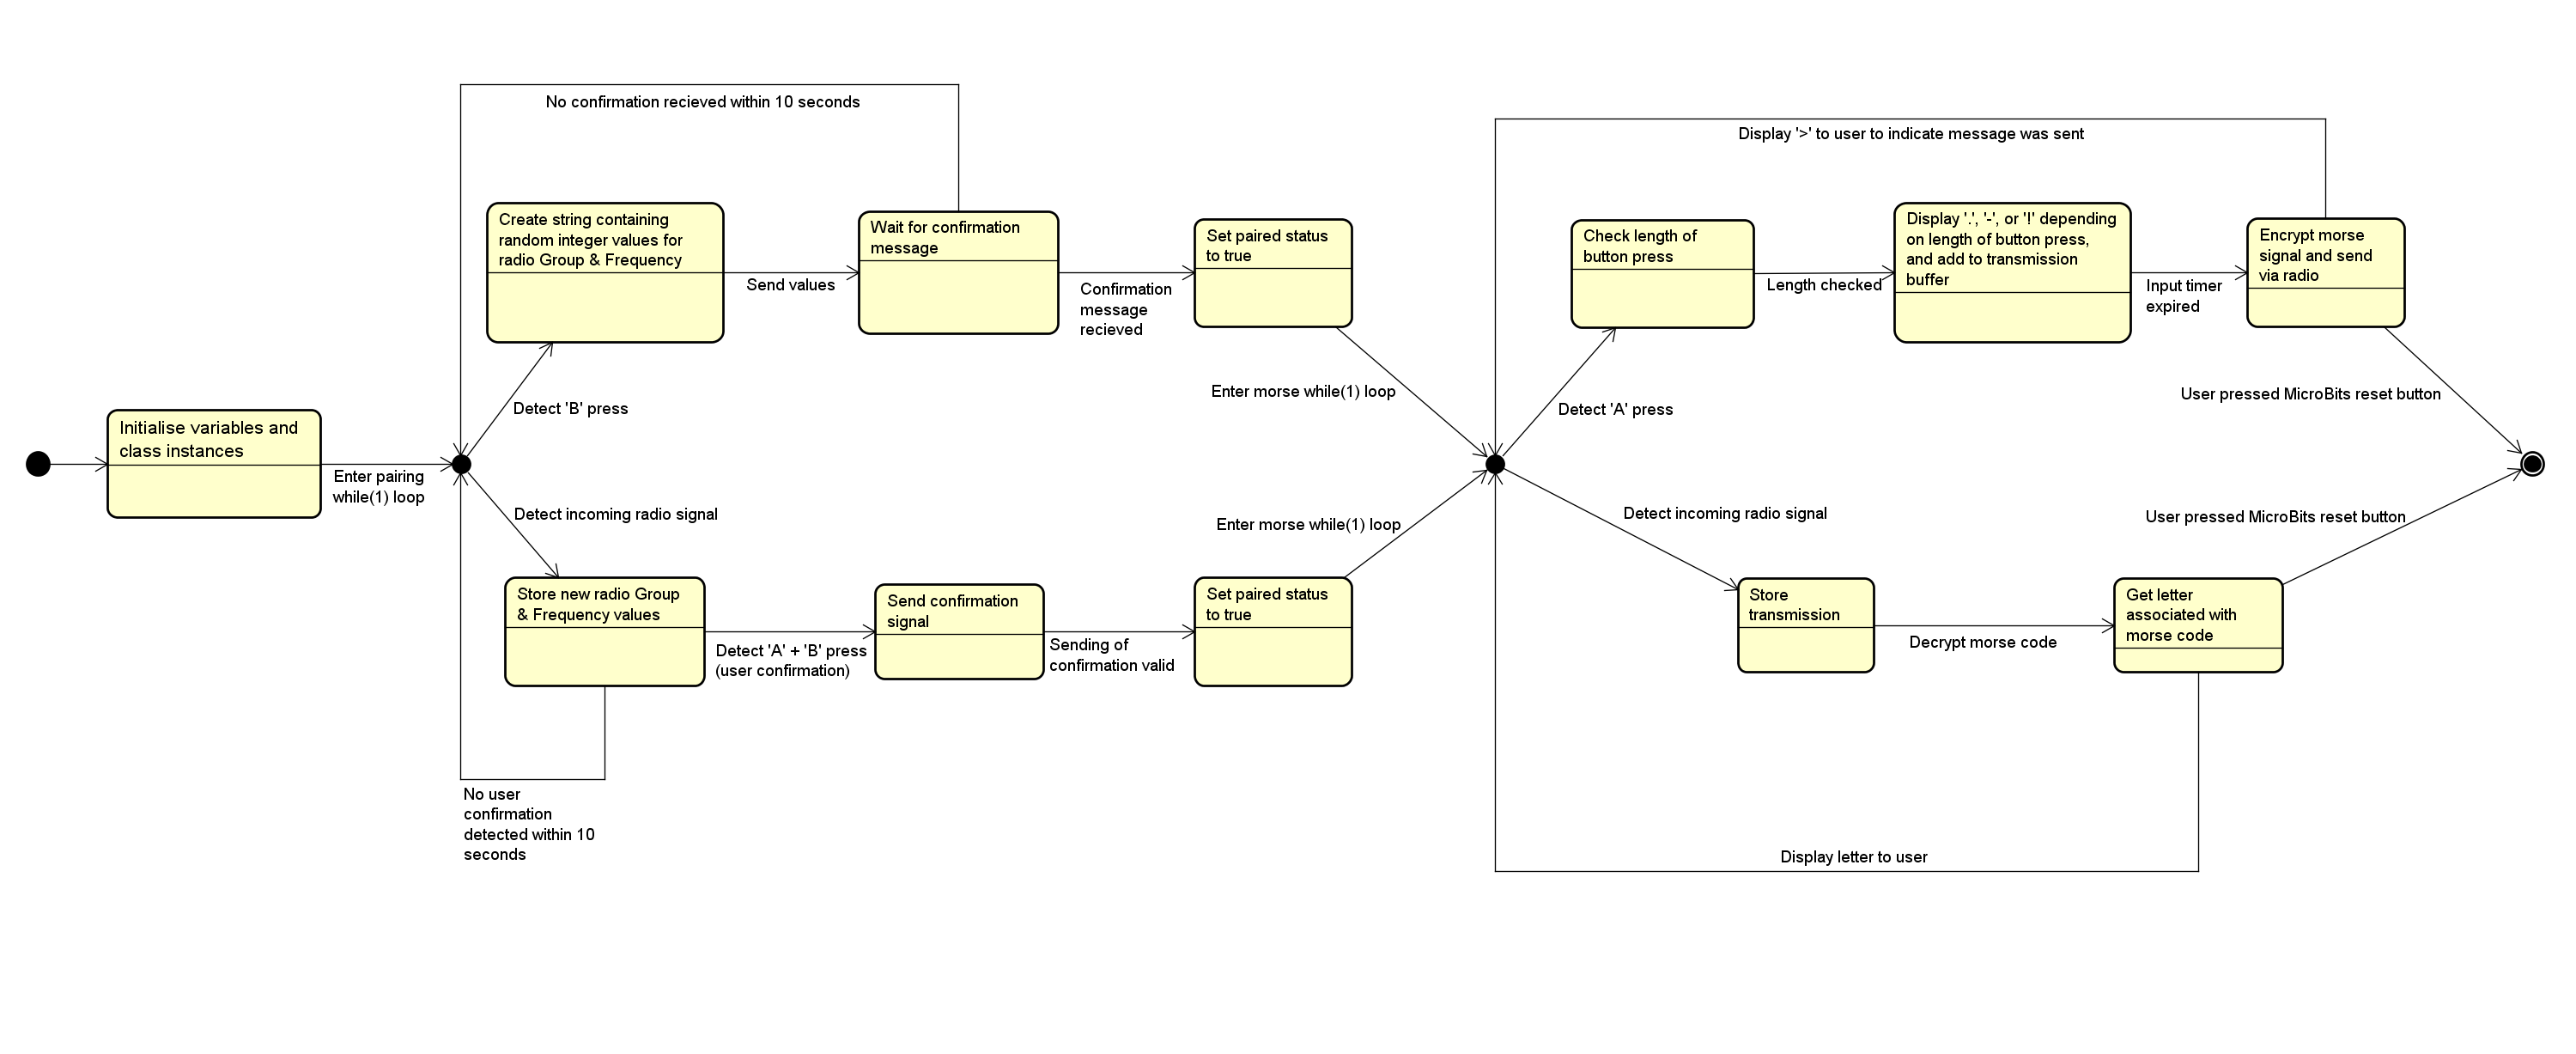 No confirmation recieved within 10 seconds
Display '>' to user to indicate message was sent
Create string containing
random integer values for
radio Group & Frequency
Send values
Wait for confirmation
message
Confirmation
message
recieved
Set paired status
to true
Check length of
button press
Length checked
Display '.', '-', or '!' depending
on length of button press,
and add to transmission
buffer
Input timer
expired
Encrypt morse
signal and send
via radio
Detect 'B' press
Enter morse while(1) loop
Detect 'A' press
User pressed MicroBits reset button
Initialise variables and
class instances
Enter pairing
while(1) loop
Detect incoming radio signal
Enter morse while(1) loop
Detect incoming radio signal
User pressed MicroBits reset button
Store new radio Group
& Frequency values
Detect 'A' + 'B' press
(user confirmation)
Send confirmation
signal
Sending of
confirmation valid
Set paired status
to true
Store
transmission
Decrypt morse code
Get letter
associated with
morse code
No user
confirmation
detected within 10
seconds
Display letter to user